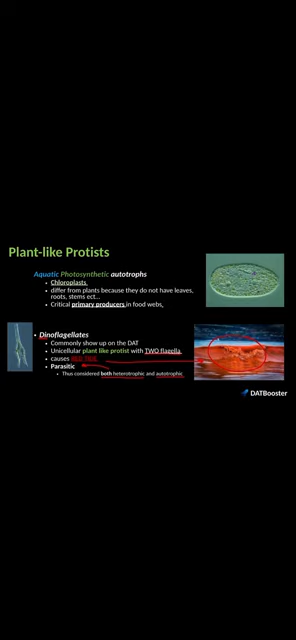 Plant-like Protists
Aquatic Photosynthetic autotrophs
Chloroplasts
differ from plants because they do not have leaves,
roots, stems ect...
Critical primary producers in food webs.
Dinoflagellates
Commonly show up on the DAT
Unicellular plant like protist with TWO flagella
causes RED TIDE
Parasitic
Thus considered both heterotrophic and autotrophic
DATBooster